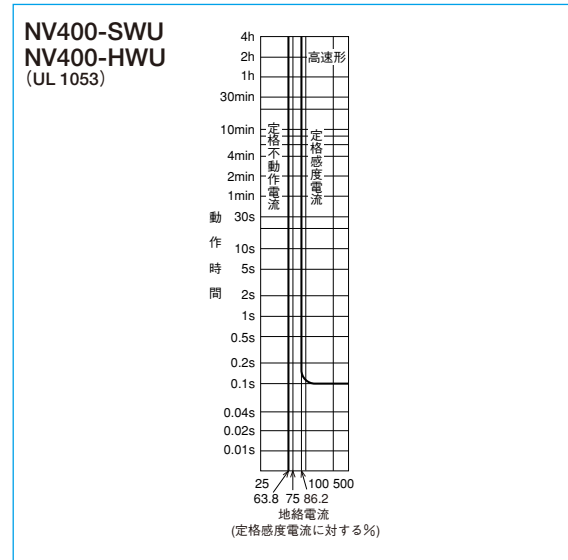 NV400-SWU
NV400-HWU
（UL 1053）
4h
2h
1h
30min
10min
4min
2min
1min
30s
10s
5s
2s
1s
0.5s
0.2s
0.1s
0.04s
0.02s
0.01s
動作時間
高速形
定格不動作電流
定格感度電流
25 100 500
63.8 75 86.2
地絡電流
(定格感度電流に対する%)